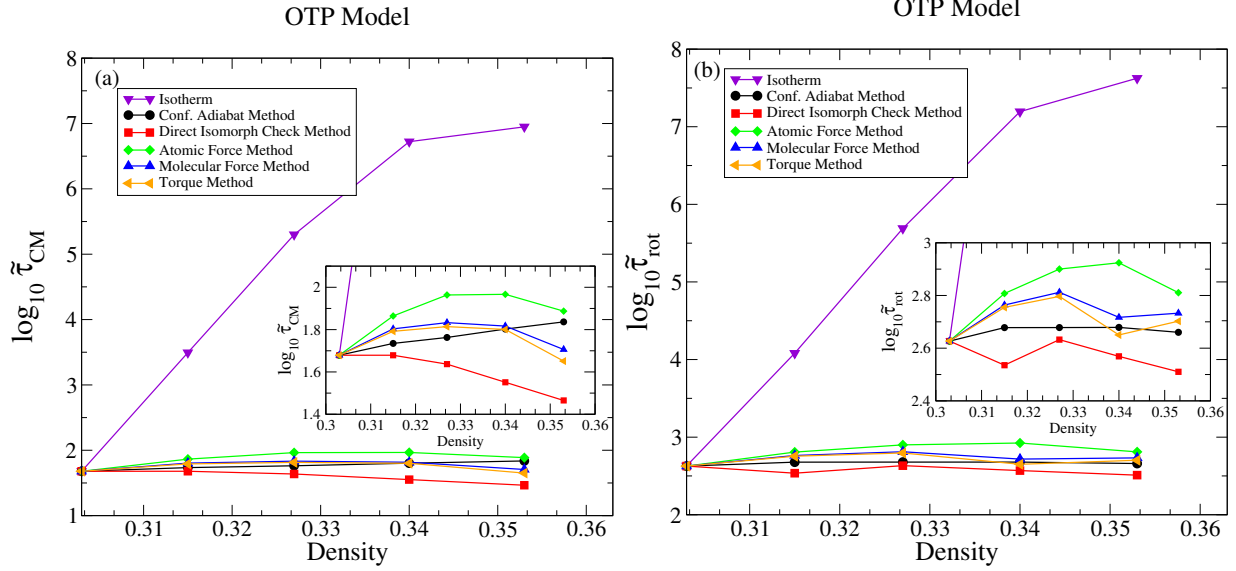 OTP Model
(a)
Isotherm
Conf. Adiabat Method
Direct Isomorph Check Method
Atomic Force Method
Molecular Force Method
Torque Method
8
7
6
5
4
3
2
1
log10 τ̃CM
0.31 0.32 0.33 0.34 0.35 0.36
Density
2
1.8
1.6
1.4
log10 τ̃CM
0.3 0.31 0.32 0.33 0.34 0.35 0.36
Density
OTP Model
(b)
Isotherm
Conf. Adiabat Method
Direct Isomorph Check Method
Atomic Force Method
Molecular Force Method
Torque Method
8
7
6
5
4
3
2
log10 τ̃rot
0.31 0.32 0.33 0.34 0.35 0.36
Density
3
2.8
2.6
2.4
log10 τ̃rot
0.3 0.31 0.32 0.33 0.34 0.35 0.36
Density